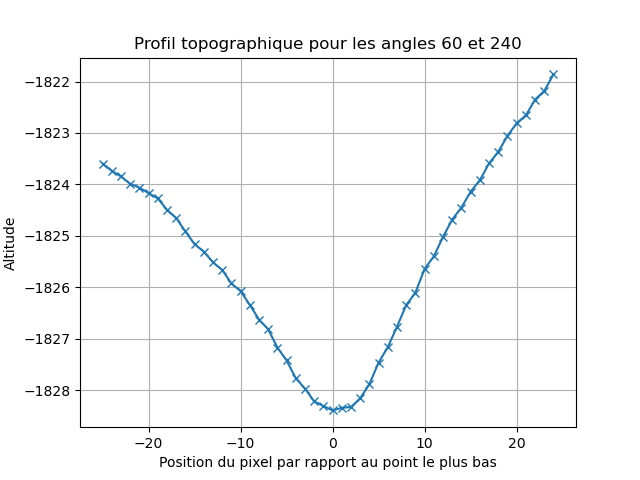 Profil topographique pour les angles 60 et 240
−1822
−1823
−1824
−1825
−1826
−1827
−1828
Altitude
−20 −10 0 10 20
Position du pixel par rapport au point le plus bas